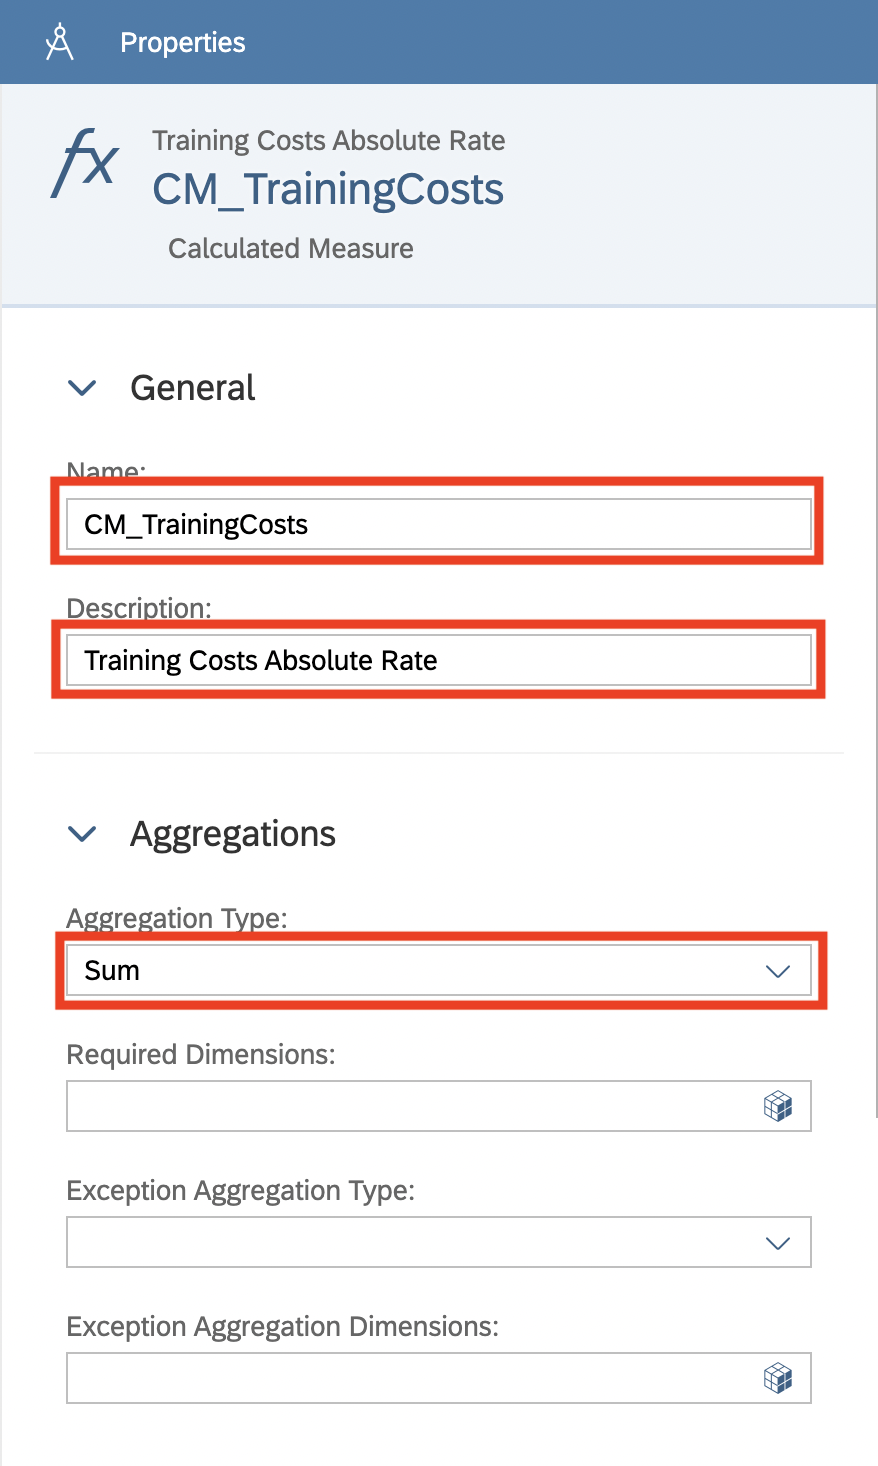 Properties
fx
Training Costs Absolute Rate
CM_TrainingCosts
Calculated Measure
General
Name:
CM_TrainingCosts
Description:
Training Costs Absolute Rate
Aggregations
Aggregation Type:
Sum
Required Dimensions:
Exception Aggregation Type:
Exception Aggregation Dimensions: